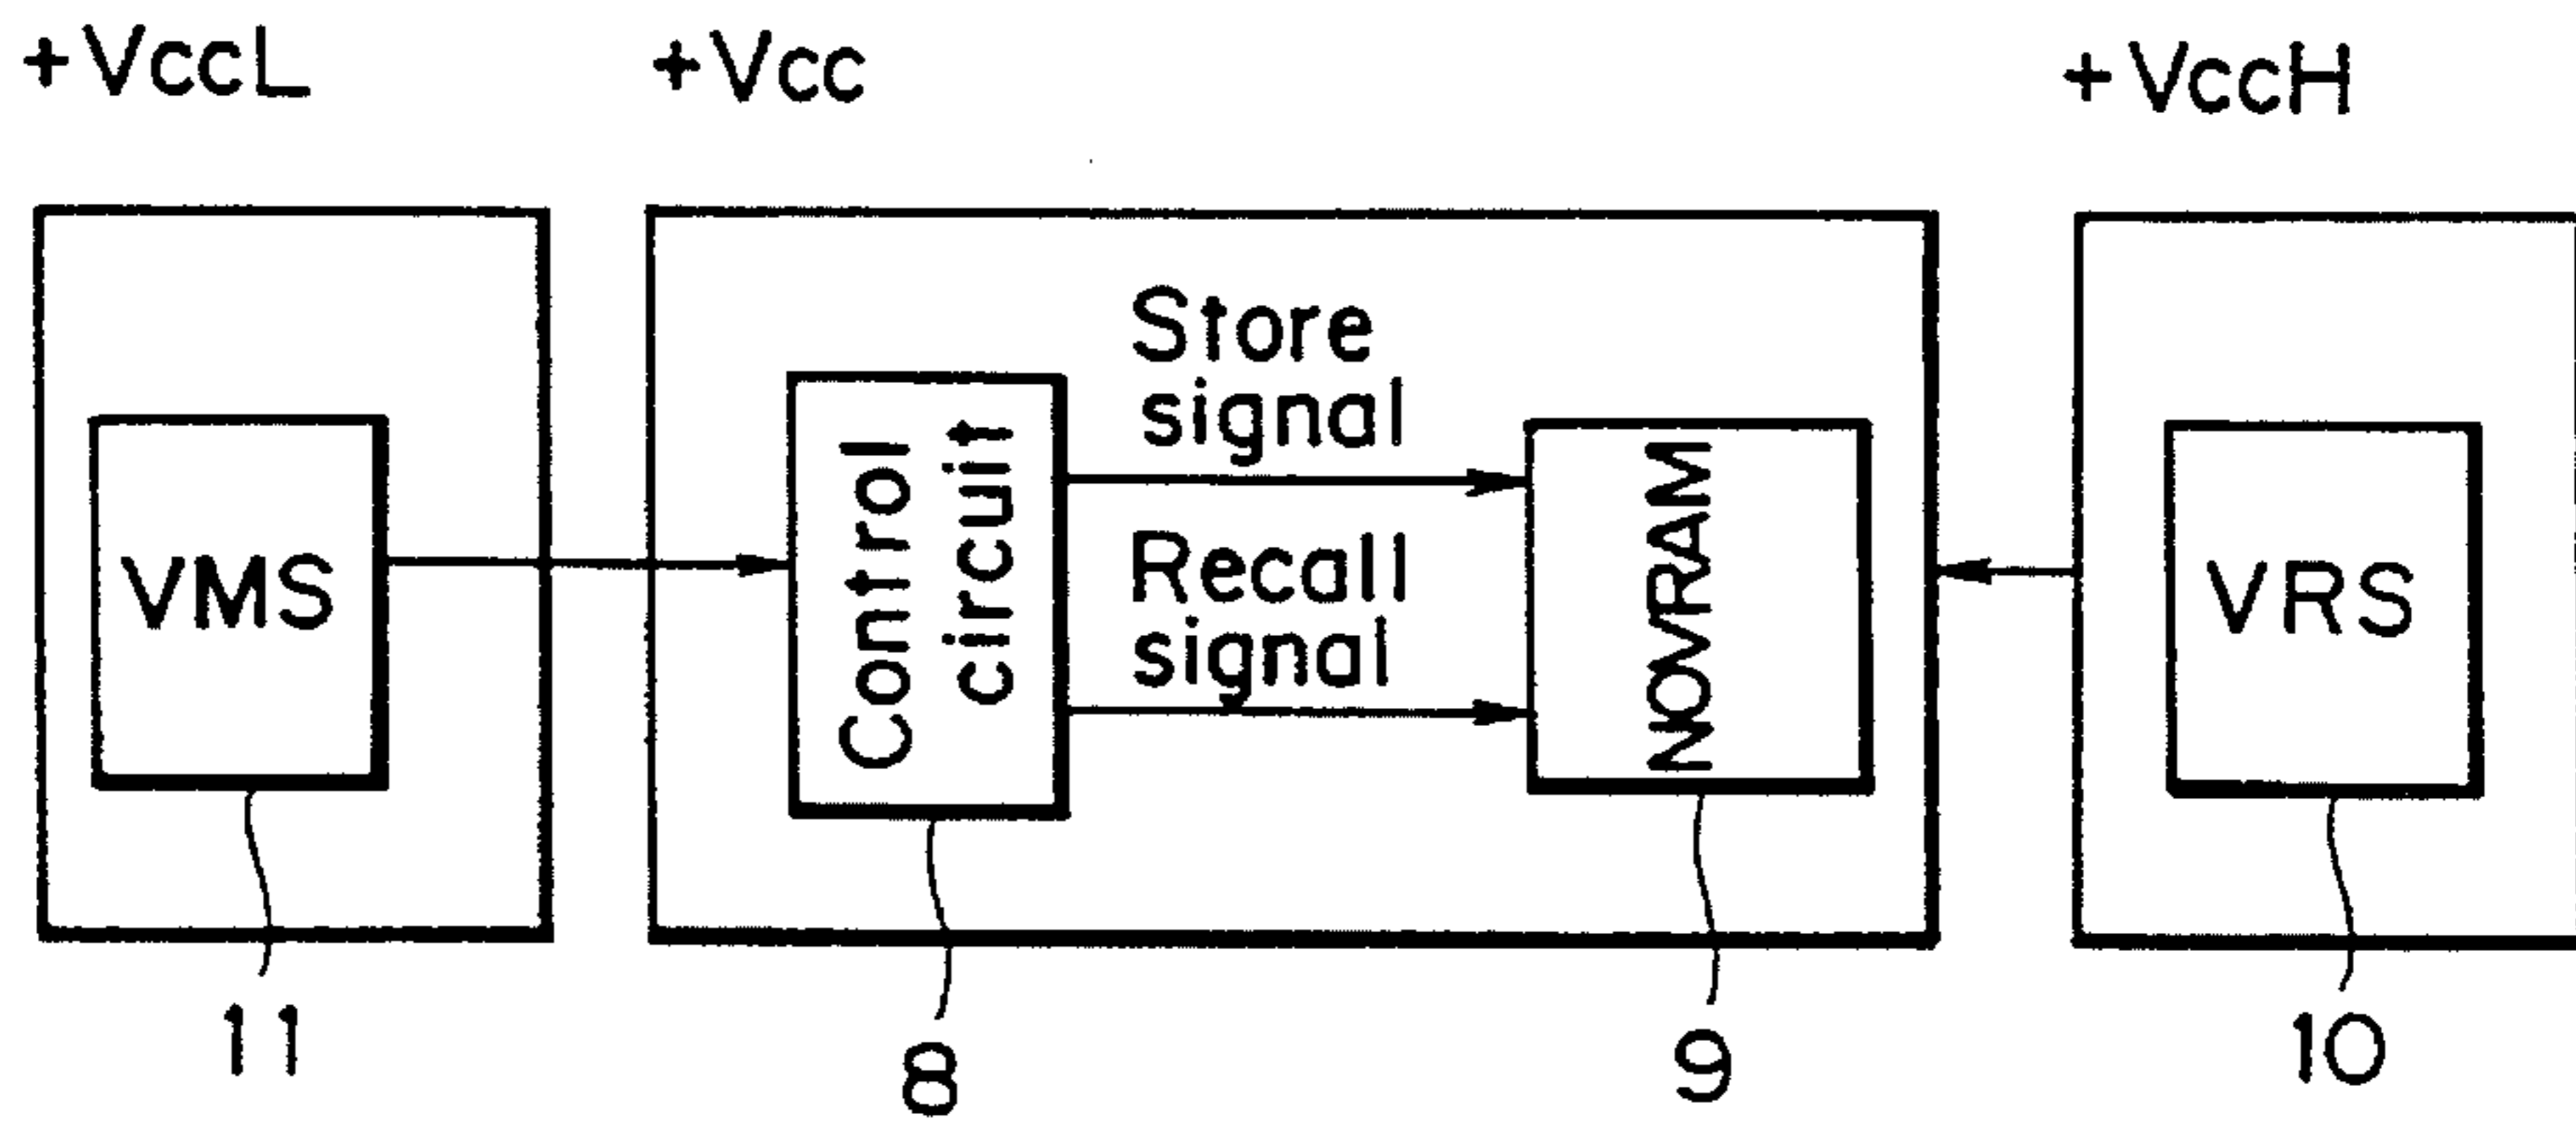 +VccL
+Vcc
+VccH
Store
signal
Recall
signal
VMS
Control
circuit
NOVRAM
VRS
11
8
9
10